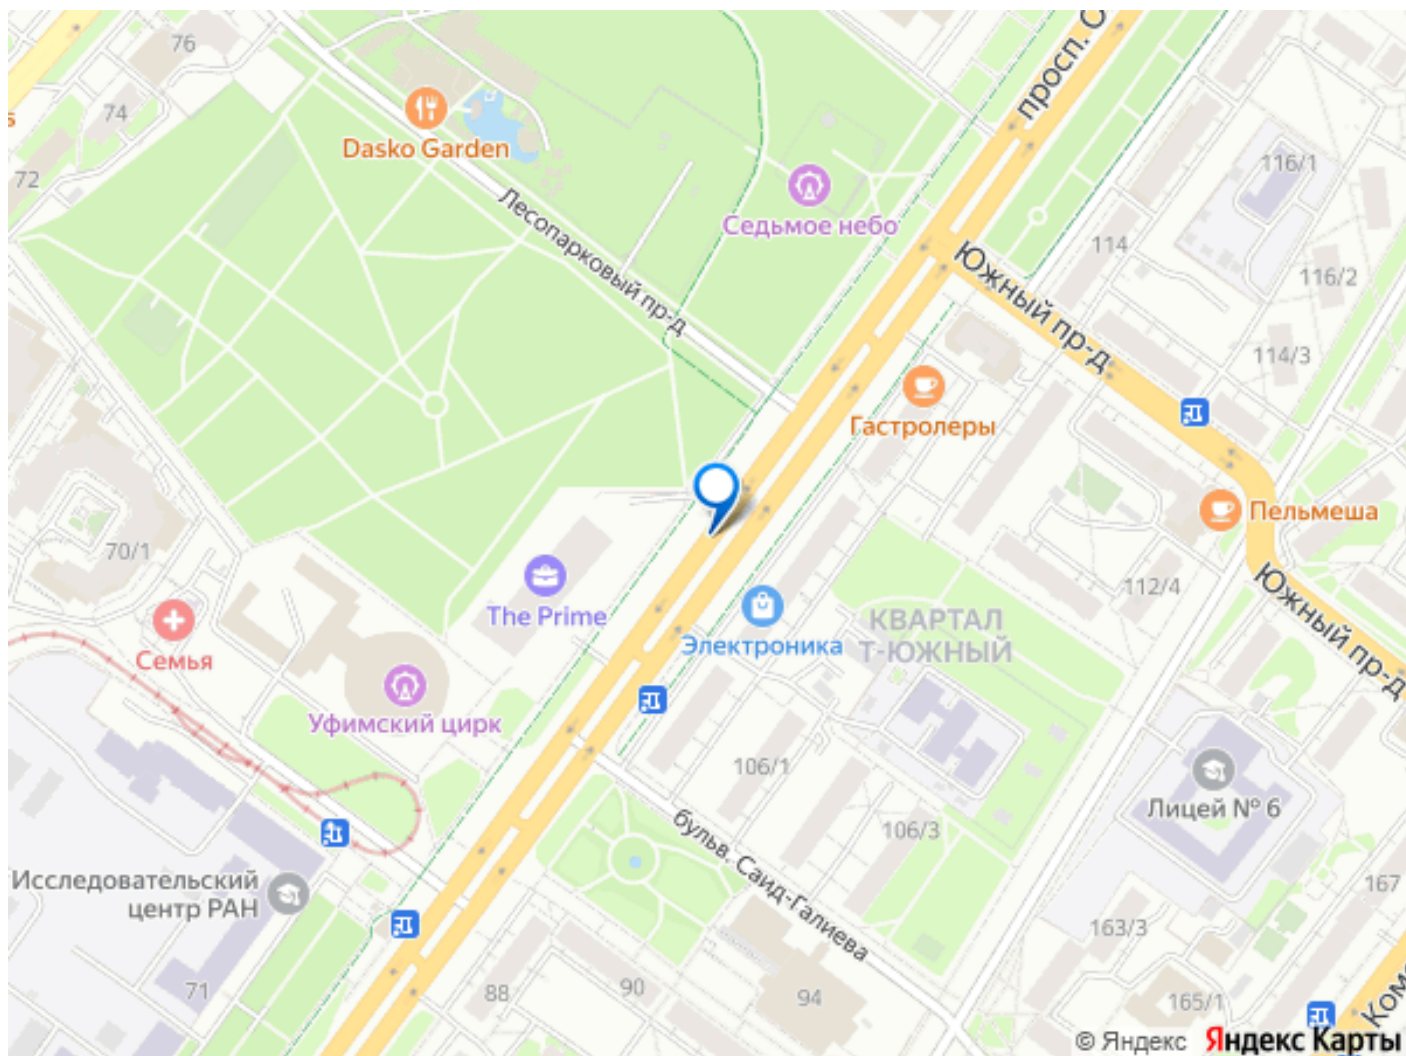 76
просп. О
74
s
Dasko Garden
72
116/1
Лесопарковый пр-д
Седьмое небо
114
Южный пр-д
116/2
114/3
Гастролеры
Пельмеша
70/1
The Prime
112/4
Южный пр-д
Электроника
КВАРТАЛ
Т-ЮЖНЫЙ
Семья
Уфимский цирк
106/1
Лицей № 6
106/3
бульв. Саид-Галиева
Исследовательский
центр РАН
167
163/3
71
88
90
94
165/1
Комс
© Яндекс Яндекс Карты